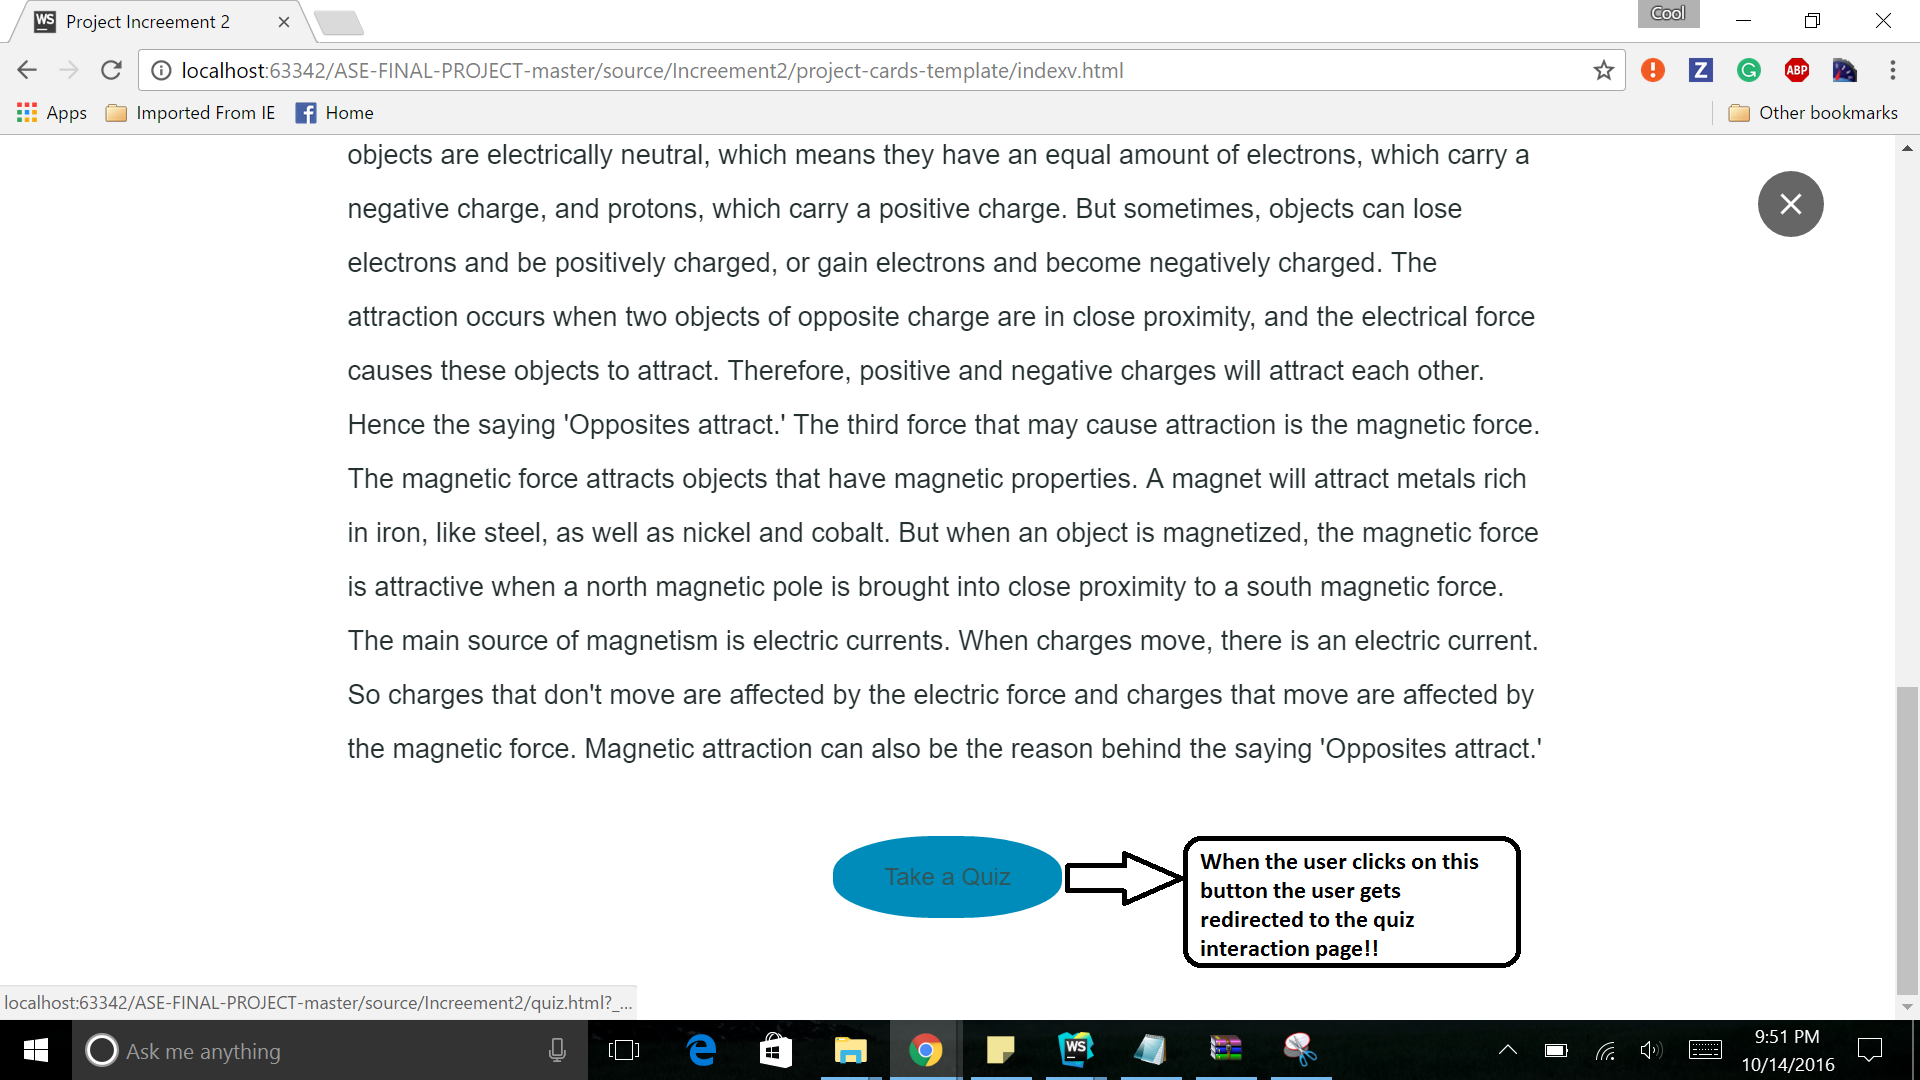 WS Project Increement 2
Cool
localhost:63342/ASE-FINAL-PROJECT-master/source/Increement2/project-cards-template/indexv.html
Z
G
ABP
Apps
Imported From IE
f Home
Other bookmarks
objects are electrically neutral, which means they have an equal amount of electrons, which carry a
negative charge, and protons, which carry a positive charge. But sometimes, objects can lose
electrons and be positively charged, or gain electrons and become negatively charged. The
attraction occurs when two objects of opposite charge are in close proximity, and the electrical force
causes these objects to attract. Therefore, positive and negative charges will attract each other.
Hence the saying 'Opposites attract.' The third force that may cause attraction is the magnetic force.
The magnetic force attracts objects that have magnetic properties. A magnet will attract metals rich
in iron, like steel, as well as nickel and cobalt. But when an object is magnetized, the magnetic force
is attractive when a north magnetic pole is brought into close proximity to a south magnetic force.
The main source of magnetism is electric currents. When charges move, there is an electric current.
So charges that don't move are affected by the electric force and charges that move are affected by
the magnetic force. Magnetic attraction can also be the reason behind the saying 'Opposites attract.'
Take a Quiz
When the user clicks on this
button the user gets
redirected to the quiz
interaction page!!
localhost:63342/ASE-FINAL-PROJECT-master/source/Increement2/quiz.html?_...
Ask me anything
WS
9:51 PM
10/14/2016